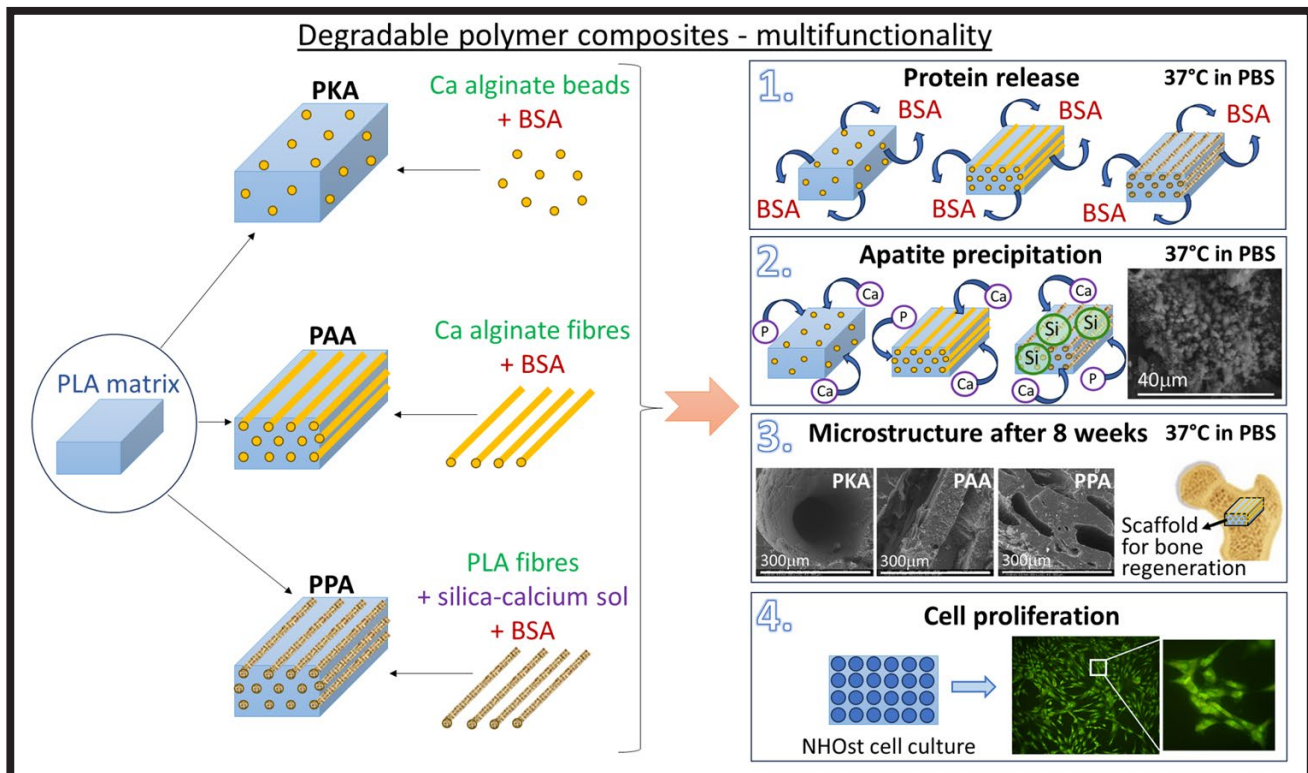 Degradable polymer composites - multifunctionality
PLA matrix
PKA
Ca alginate beads
+ BSA
PAA
Ca alginate fibres
+ BSA
PPA
PLA fibres
+ silica-calcium sol
+ BSA
1.
Protein release
37°C in PBS
BSA
BSA
BSA
BSA
BSA
BSA
2.
Apatite precipitation
37°C in PBS
P
Ca
Ca
P
Ca
Ca
Ca
Si
Si
Si
Ca
P
40μm
3.
Microstructure after 8 weeks
37°C in PBS
PKA
300μm
PAA
300μm
PPA
300μm
Scaffold
for bone
regeneration
4.
Cell proliferation
NHOst cell culture